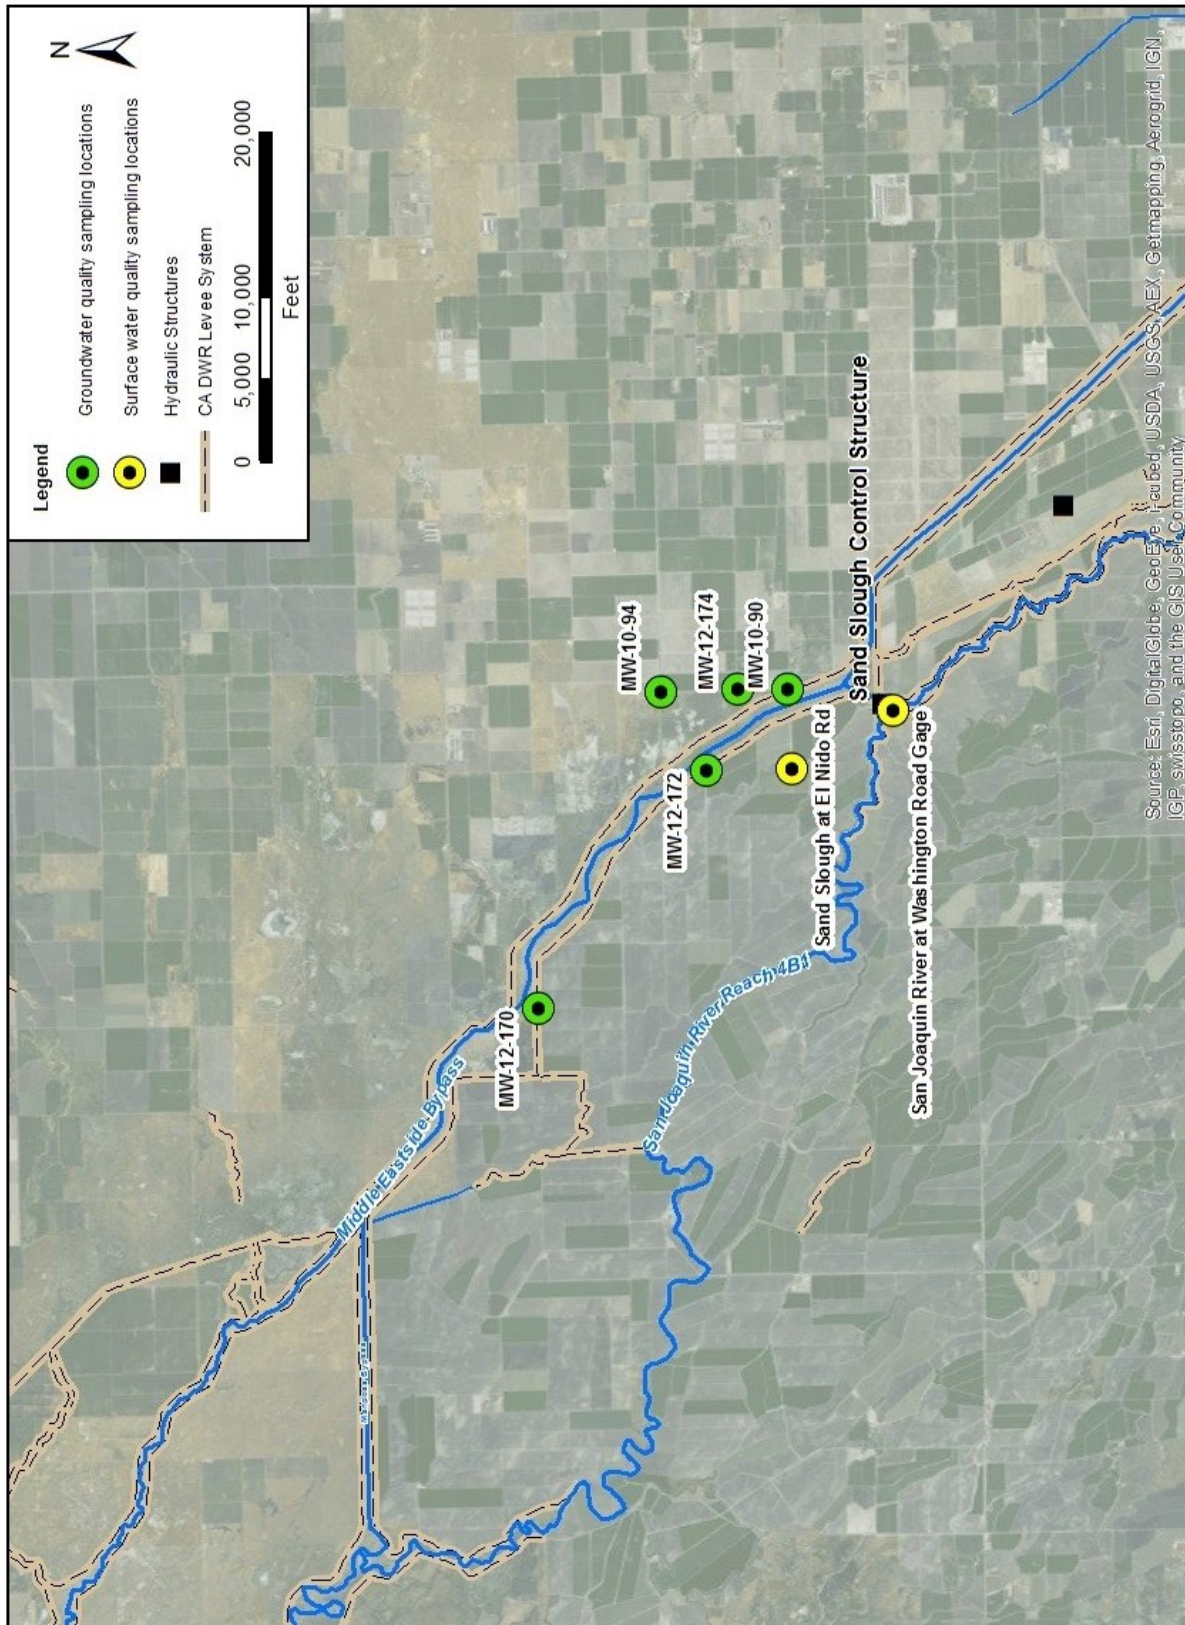 N
Legend
Groundwater quality sampling locations
Surface water quality sampling locations
Hydraulic Structures
CA DWR Levee System
0 5,000 10,000 20,000
Feet
Middle Eastside Bypass
MW-12-170
MW-10-94
MW-12-174
MW-10-90
MW-12-172
San Joaquin River Reach 4B1
Sand Slough at El Nido Rd
Sand Slough Control Structure
San Joaquin River at Washington Road Gage
Source: Esri, DigitalGlobe, GeoEye, i-cubed, USDA, USGS, AEX, Getmapping, Aerogrid, IGN,
IGP, swisstopo, and the GIS User Community